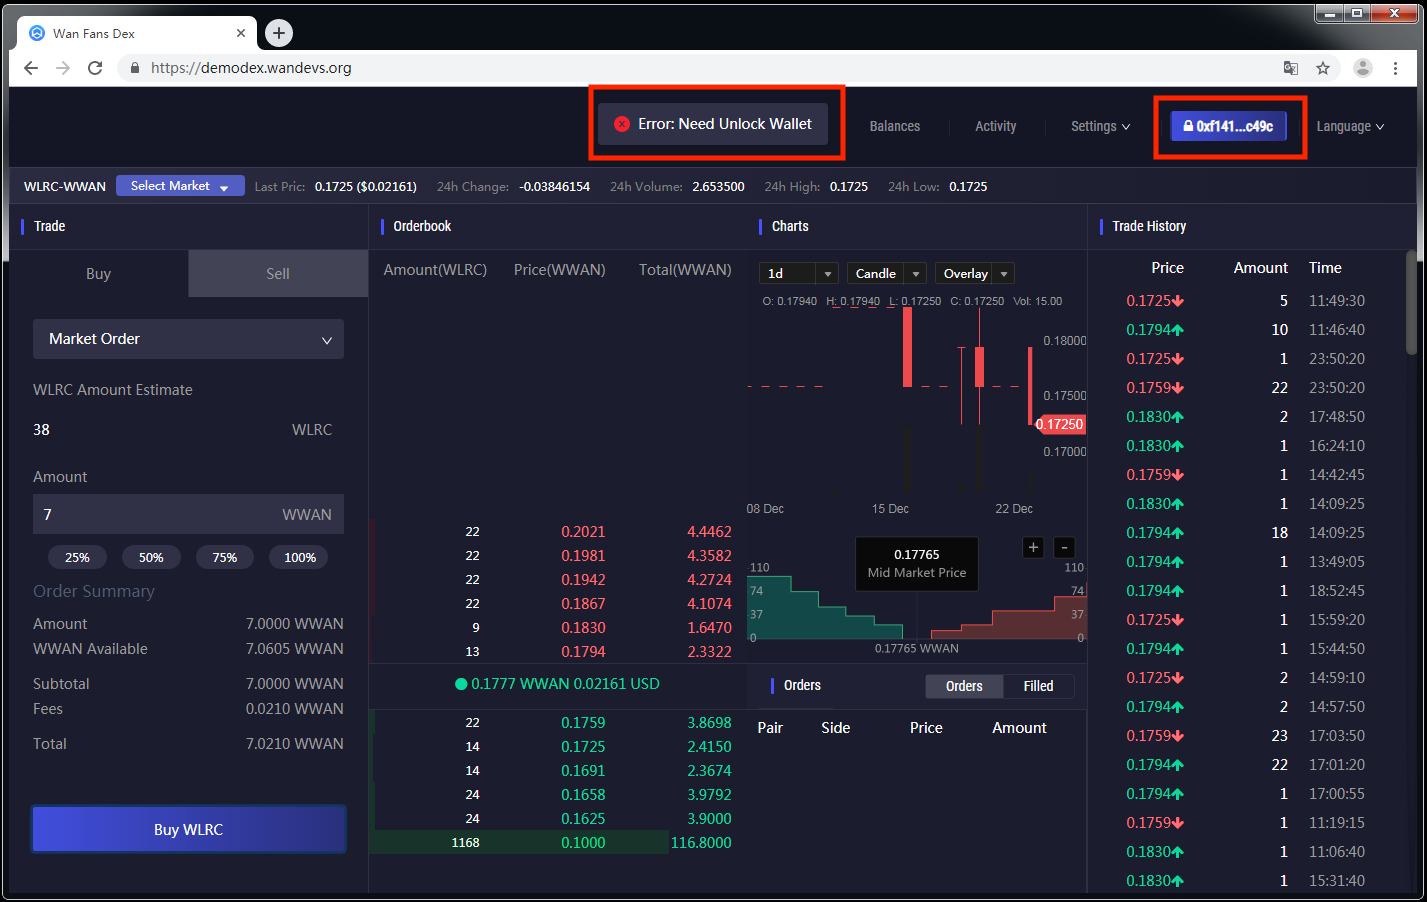 Wan Fans Dex
https://demodex.wandevs.org
Error: Need Unlock Wallet
Balances
Activity
Settings
0xf141...c49c
Language
WLRC-WWAN
Select Market
Last Pric: 0.1725 ($0.02161)
24h Change: -0.03846154
24h Volume: 2.653500
24h High: 0.1725
24h Low: 0.1725
Trade
Buy
Sell
Market Order
WLRC Amount Estimate
38 WLRC
Amount
7 WWAN
25% 50% 75% 100%
Order Summary
Amount 7.0000 WWAN
WWAN Available 7.0605 WWAN
Subtotal 7.0000 WWAN
Fees 0.0210 WWAN
Total 7.0210 WWAN
Buy WLRC
Orderbook
Amount(WLRC) Price(WWAN) Total(WWAN)
22 0.2021 4.4462
22 0.1981 4.3582
22 0.1942 4.2724
22 0.1867 4.1074
9 0.1830 1.6470
13 0.1794 2.3322
0.1777 WWAN 0.02161 USD
22 0.1759 3.8698
14 0.1725 2.4150
14 0.1691 2.3674
24 0.1658 3.9792
24 0.1625 3.9000
1168 0.1000 116.8000
Charts
1d
Candle
Overlay
O: 0.17940 H: 0.17940 L: 0.17250 C: 0.17250 Vol: 15.00
0.18000
0.17500
0.17250
0.17000
08 Dec 15 Dec 22 Dec
0.17765
Mid Market Price
+ -
110 110
74 74
37 37
0 0
0.17765 WWAN
Orders
Orders Filled
Pair Side Price Amount
Trade History
Price Amount Time
0.1725 5 11:49:30
0.1794 10 11:46:40
0.1725 1 23:50:20
0.1759 22 23:50:20
0.1830 2 17:48:50
0.1830 1 16:24:10
0.1759 1 14:42:45
0.1830 1 14:09:25
0.1794 18 14:09:25
0.1794 1 13:49:05
0.1794 1 18:52:45
0.1725 1 15:59:20
0.1794 1 15:44:50
0.1725 2 14:59:10
0.1794 2 14:57:50
0.1759 23 17:03:50
0.1794 22 17:01:20
0.1794 1 17:00:55
0.1759 1 11:19:15
0.1830 1 11:06:40
0.1830 1 15:31:40